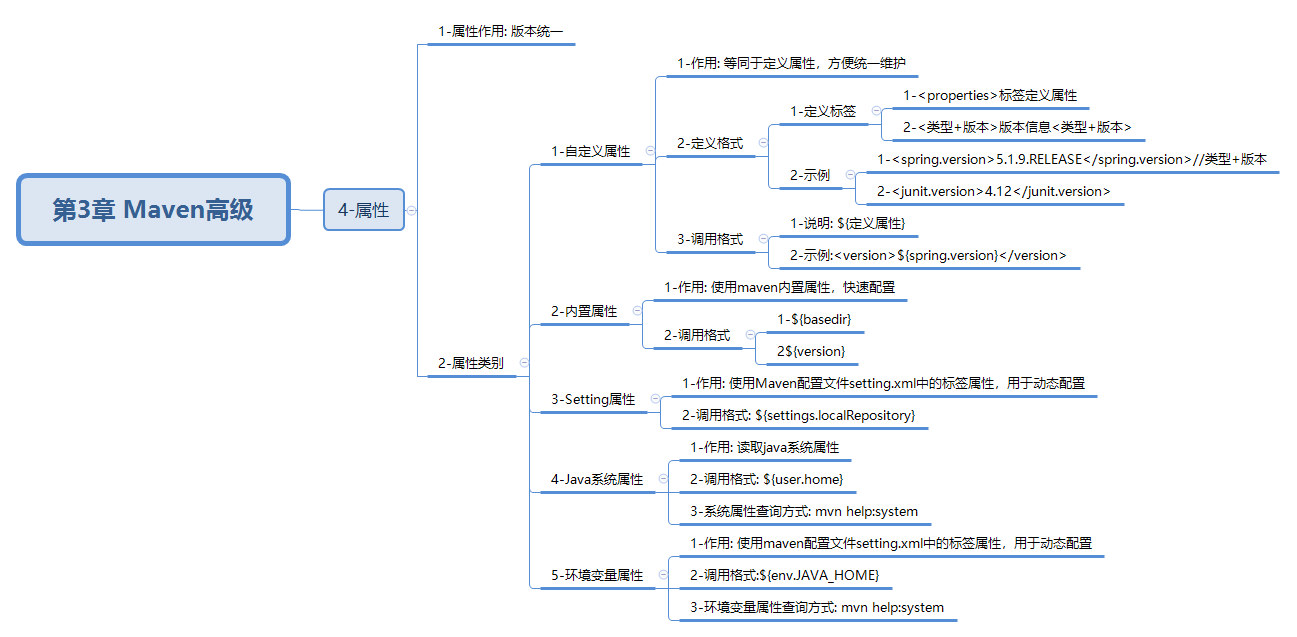 第3章 Maven高级
4-属性
1-属性作用: 版本统一
2-属性类别
1-自定义属性
1-作用: 等同于定义属性，方便统一维护
2-定义格式
1-定义标签
1-<properties>标签定义属性
2-<类型+版本>版本信息<类型+版本>
2-示例
1-<spring.version>5.1.9.RELEASE</spring.version>//类型+版本
2-<junit.version>4.12</junit.version>
3-调用格式
1-说明: ${定义属性}
2-示例:<version>${spring.version}</version>
2-内置属性
1-作用: 使用maven内置属性，快速配置
2-调用格式
1-${basedir}
2${version}
3-Setting属性
1-作用: 使用Maven配置文件setting.xml中的标签属性，用于动态配置
2-调用格式: ${settings.localRepository}
4-Java系统属性
1-作用: 读取java系统属性
2-调用格式: ${user.home}
3-系统属性查询方式: mvn help:system
5-环境变量属性
1-作用: 使用maven配置文件setting.xml中的标签属性，用于动态配置
2-调用格式:${env.JAVA_HOME}
3-环境变量属性查询方式: mvn help:system